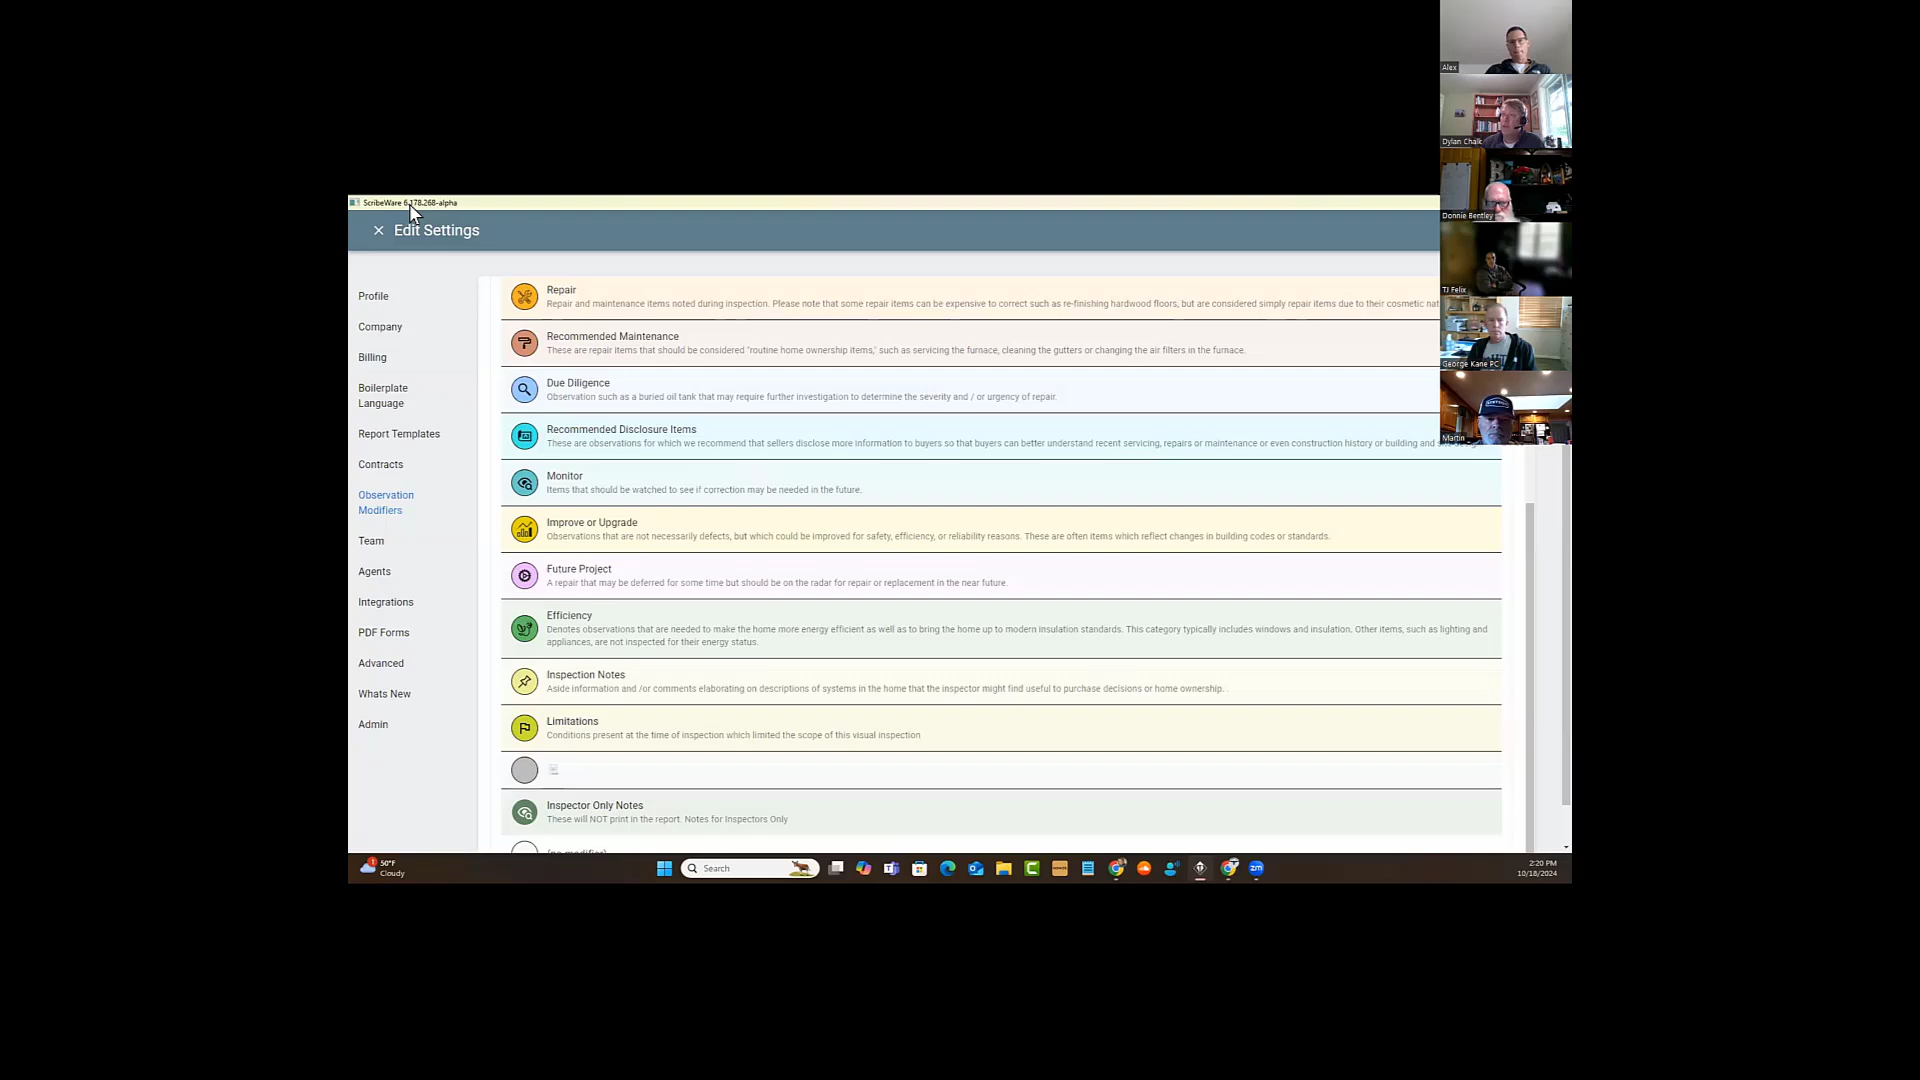 Alex
Dylan Chalk
Donnie Bentley
TJ Felix
George Kane PC
Martin
ScribeWare 6.178.268-alpha
Edit Settings
Profile
Company
Billing
Boilerplate
Language
Report Templates
Contracts
Observation
Modifiers
Team
Agents
Integrations
PDF Forms
Advanced
Whats New
Admin
Repair
Repair and maintenance items noted during inspection. Please note that some repair items can be expensive to correct such as re-finishing hardwood floors, but are considered simply repair items due to their cosmetic nat
Recommended Maintenance
These are repair items that should be considered "routine home ownership items," such as servicing the furnace, cleaning the gutters or changing the air filters in the furnace.
Due Diligence
Observation such as a buried oil tank that may require further investigation to determine the severity and / or urgency of repair.
Recommended Disclosure Items
These are observations for which we recommend that sellers disclose more information to buyers so that buyers can better understand recent servicing, repairs or maintenance or even construction history or building and
Monitor
Items that should be watched to see if correction may be needed in the future.
Improve or Upgrade
Observations that are not necessarily defects, but which could be improved for safety, efficiency, or reliability reasons. These are often items which reflect changes in building codes or standards.
Future Project
A repair that may be deferred for some time but should be on the radar for repair or replacement in the near future.
Efficiency
Denotes observations that are needed to make the home more energy efficient as well as to bring the home up to modern insulation standards. This category typically includes windows and insulation. Other items, such as lighting and
appliances, are not inspected for their energy status.
Inspection Notes
Aside information and /or comments elaborating on descriptions of systems in the home that the inspector might find useful to purchase decisions or home ownership. .
Limitations
Conditions present at the time of inspection which limited the scope of this visual inspection
Inspector Only Notes
These will NOT print in the report. Notes for Inspectors Only
(no modifier)
1
50°F
Cloudy
Search
zm
2:20 PM
10/18/2024